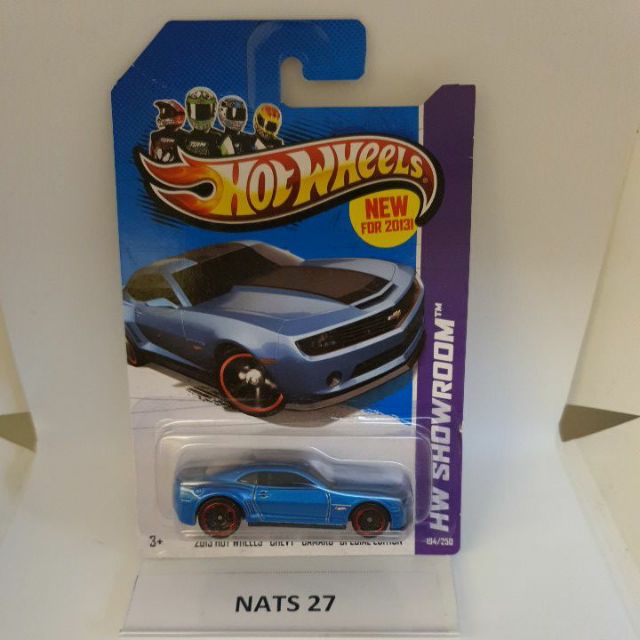 HOT WHEELS
NEW
FOR 2013!
HW SHOWROOM™
194/250
3+
2013 HOT WHEELS CHEVY CAMARO SPECIAL EDITION
NATS 27